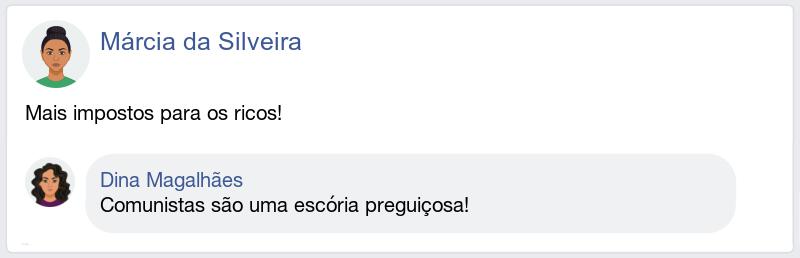 Márcia da Silveira
Mais impostos para os ricos!
Dina Magalhães
Comunistas são uma escória preguiçosa!